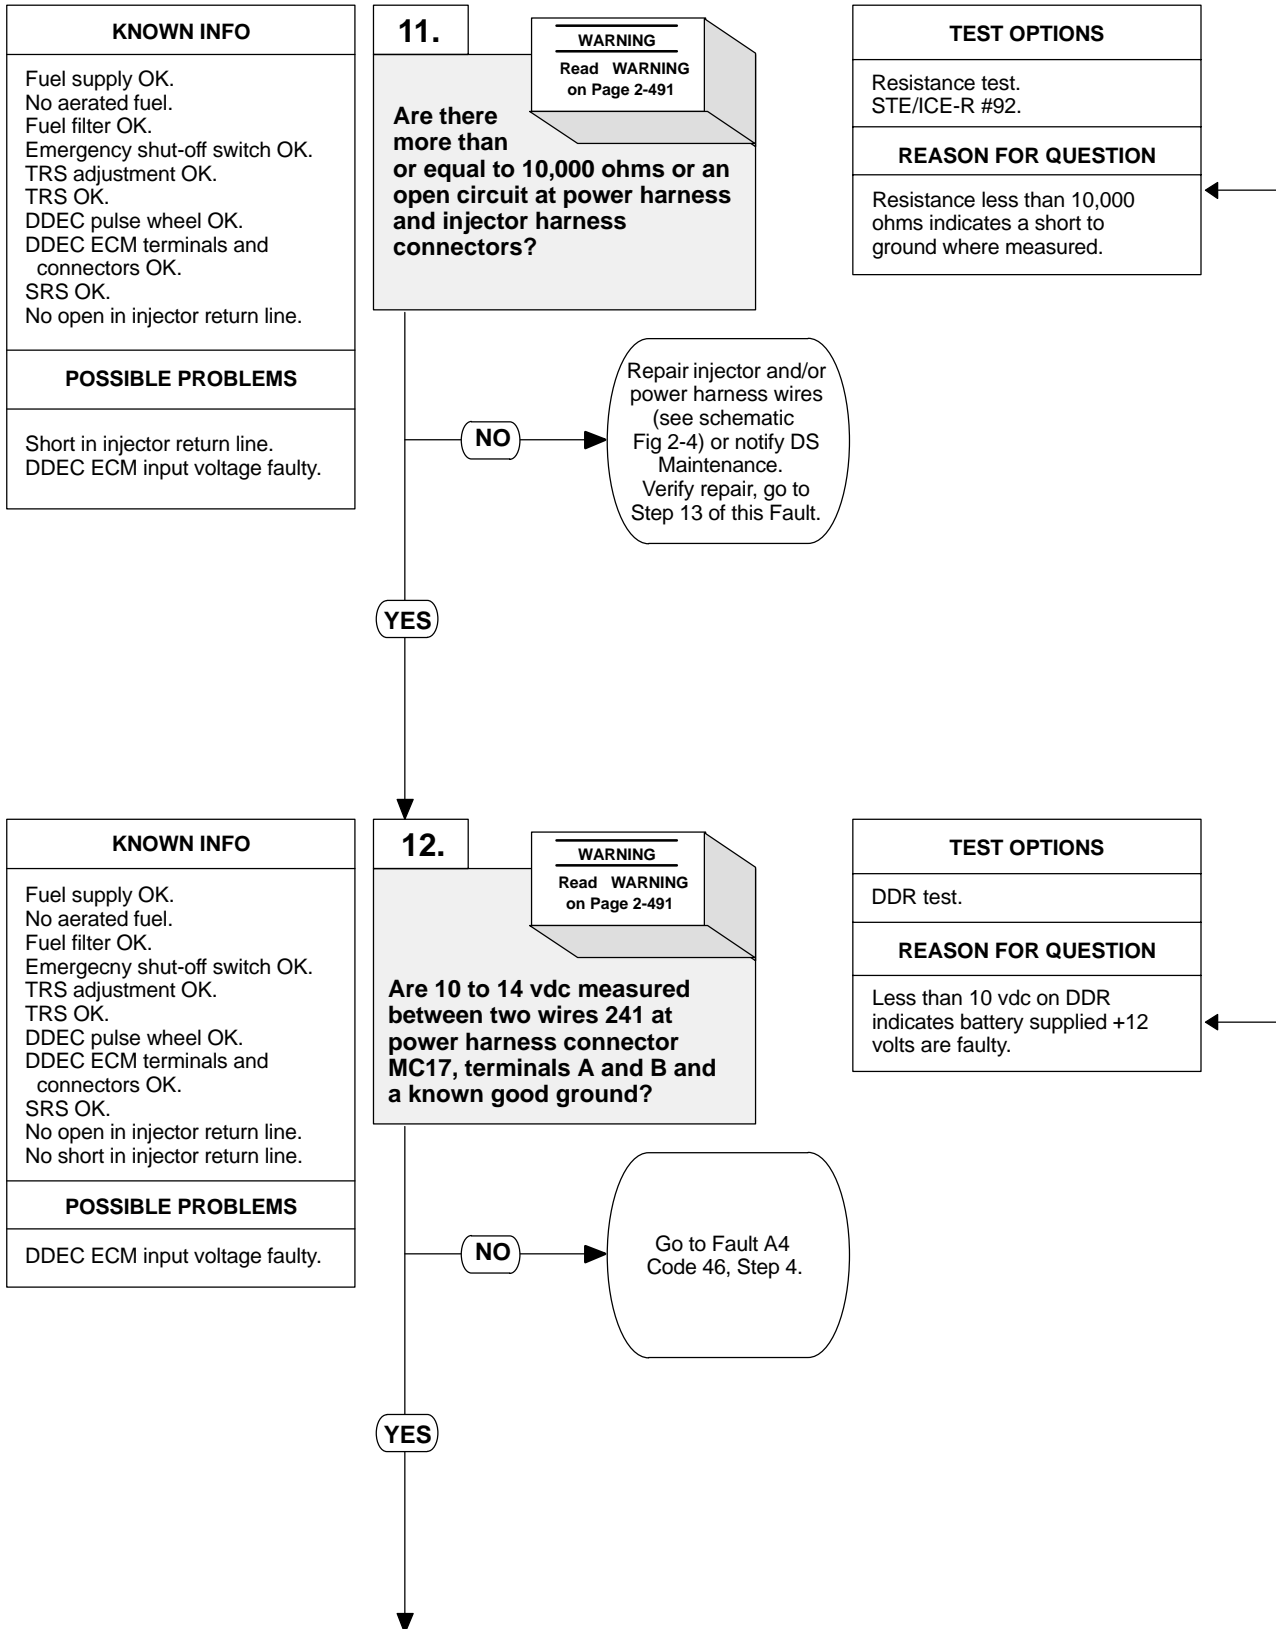 KNOWN INFO
Fuel supply OK.
No aerated fuel.
Fuel filter OK.
Emergency shut-off switch OK.
TRS adjustment OK.
TRS OK.
DDEC pulse wheel OK.
DDEC ECM terminals and
connectors OK.
SRS OK.
No open in injector return line.
POSSIBLE PROBLEMS
Short in injector return line.
DDEC ECM input voltage faulty.
11.
WARNING
Read WARNING
on Page 2-491
Are there
more than
or equal to 10,000 ohms or an
open circuit at power harness
and injector harness
connectors?
TEST OPTIONS
Resistance test.
STE/ICE-R #92.
REASON FOR QUESTION
Resistance less than 10,000
ohms indicates a short to
ground where measured.
NO
Repair injector and/or
power harness wires
(see schematic
Fig 2-4) or notify DS
Maintenance.
Verify repair, go to
Step 13 of this Fault.
YES
KNOWN INFO
Fuel supply OK.
No aerated fuel.
Fuel filter OK.
Emergecny shut-off switch OK.
TRS adjustment OK.
TRS OK.
DDEC pulse wheel OK.
DDEC ECM terminals and
connectors OK.
SRS OK.
No open in injector return line.
No short in injector return line.
POSSIBLE PROBLEMS
DDEC ECM input voltage faulty.
12.
WARNING
Read WARNING
on Page 2-491
Are 10 to 14 vdc measured
between two wires 241 at
power harness connector
MC17, terminals A and B and
a known good ground?
TEST OPTIONS
DDR test.
REASON FOR QUESTION
Less than 10 vdc on DDR
indicates battery supplied +12
volts are faulty.
NO
Go to Fault A4
Code 46, Step 4.
YES